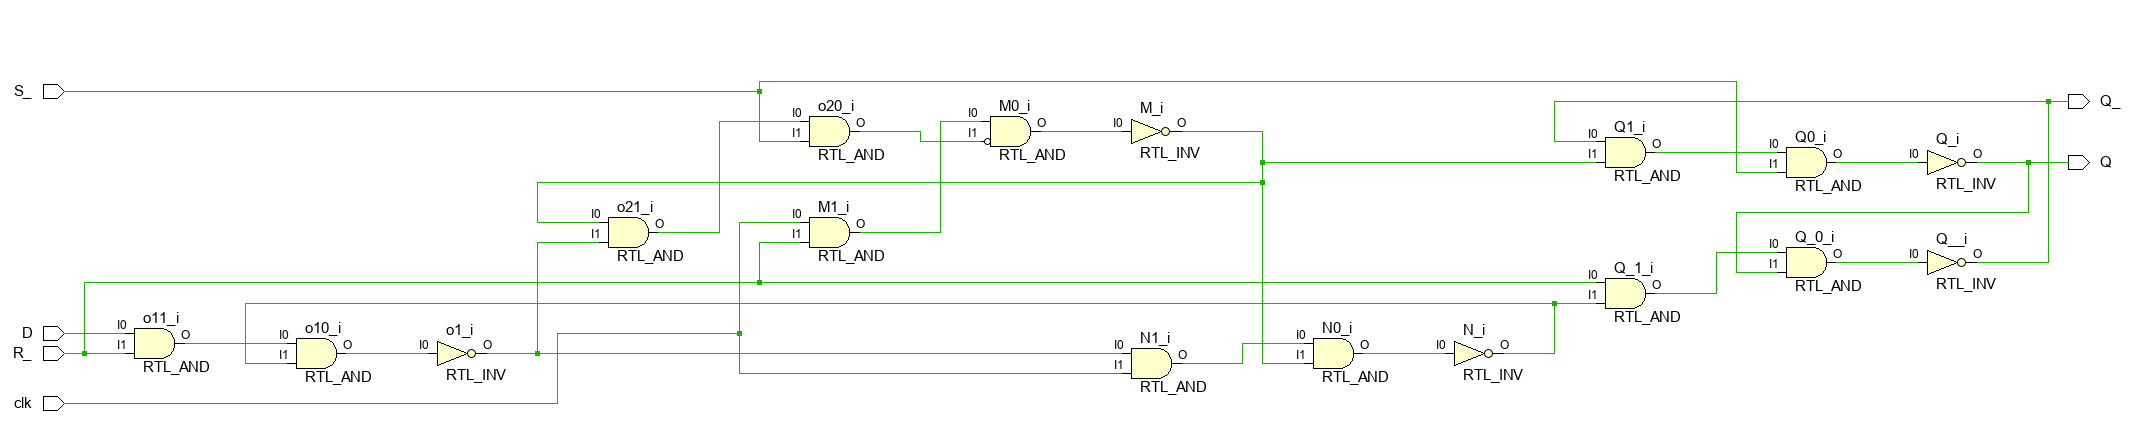 S_
I0
o20_i
O
I1
RTL_AND
I0
M0_i
O
I1
RTL_AND
I0
M_i
O
RTL_INV
I0
Q1_i
O
I1
RTL_AND
I0
Q0_i
O
I1
RTL_AND
I0
Q_i
O
RTL_INV
Q_
Q
I0
o21_i
O
I1
RTL_AND
I0
M1_i
O
I1
RTL_AND
I0
Q_0_i
O
I1
RTL_AND
I0
Q__i
O
RTL_INV
I0
Q_1_i
O
I1
RTL_AND
D
R_
I0
o11_i
O
I1
RTL_AND
I0
o10_i
O
I1
RTL_AND
I0
o1_i
O
RTL_INV
I0
N1_i
O
I1
RTL_AND
I0
N0_i
O
I1
RTL_AND
I0
N_i
O
RTL_INV
clk